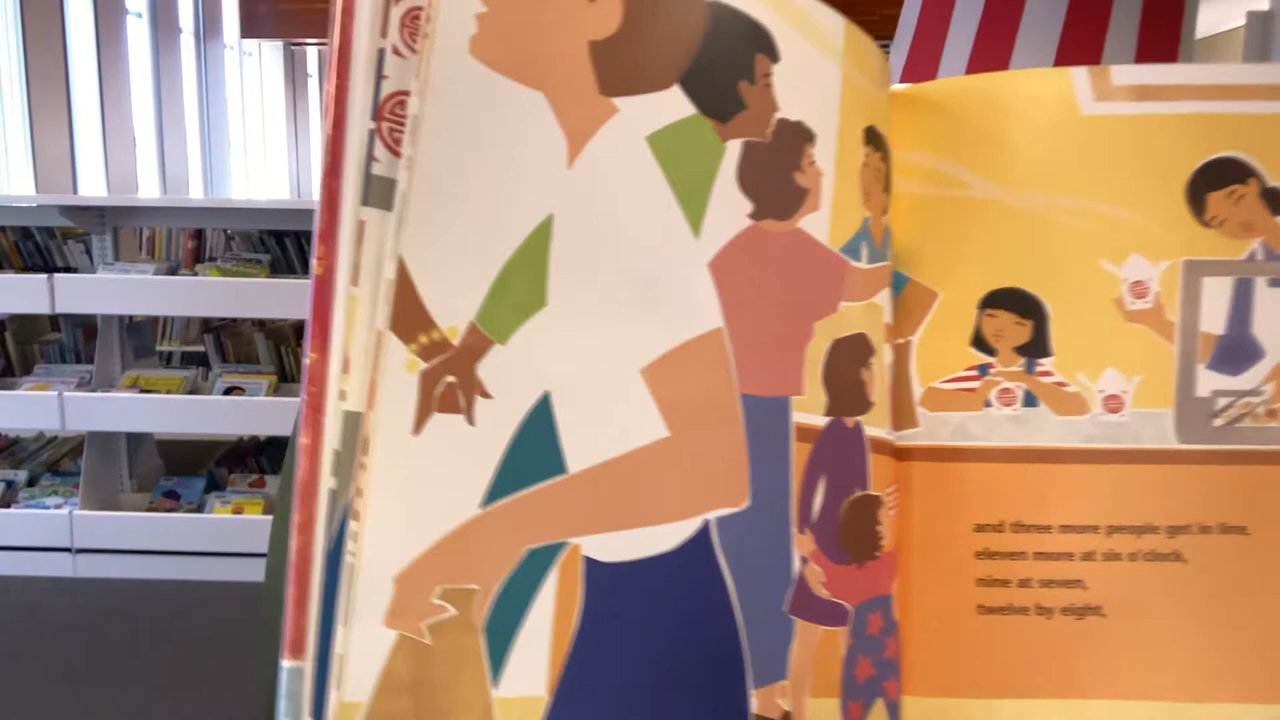 and three more people get in line,
eleven more at six o'clock,
nine at seven,
twelve by eight.